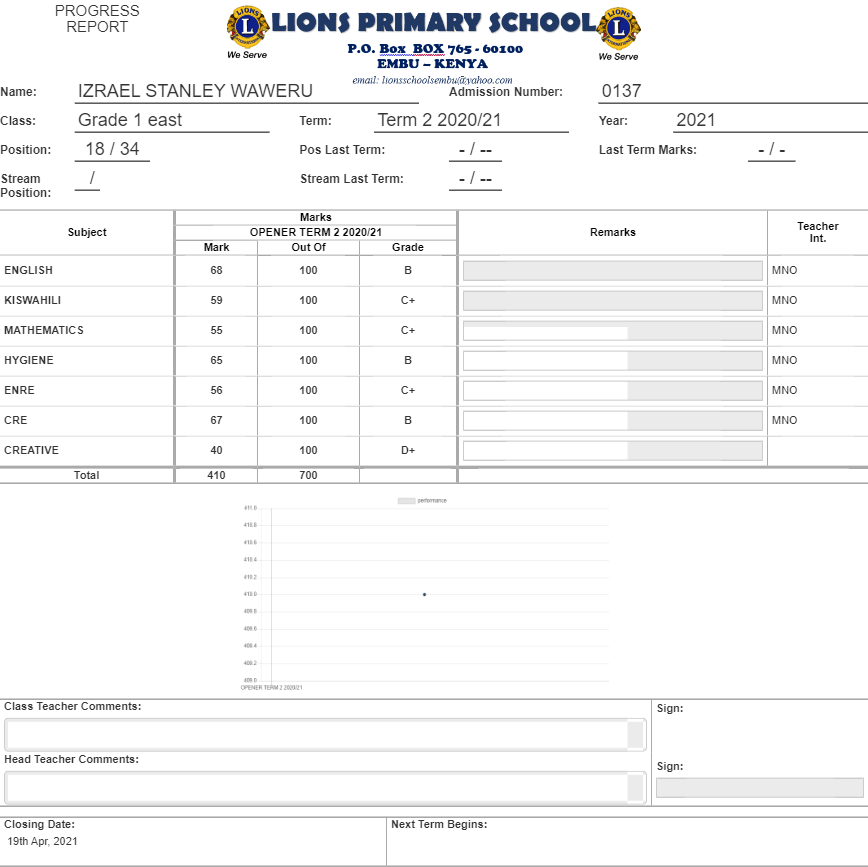 PROGRESS
REPORT
LIONS PRIMARY SCHOOL
P.O. Box BOX 765 - 60100
EMBU – KENYA
email: lionsschoolsembu@yahoo.com
LIONS
L
We Serve
LIONS
L
We Serve
Name: IZRAEL STANLEY WAWERU Admission Number: 0137
Class: Grade 1 east Term: Term 2 2020/21 Year: 2021
Position: 18 / 34 Pos Last Term: - / -- Last Term Marks: - / -
Stream Position: / Stream Last Term: - / --
Subject Marks Remarks Teacher Int.
OPENER TERM 2 2020/21
Mark Out Of Grade
ENGLISH 68 100 B MNO
KISWAHILI 59 100 C+ MNO
MATHEMATICS 55 100 C+ MNO
HYGIENE 65 100 B MNO
ENRE 56 100 C+ MNO
CRE 67 100 B MNO
CREATIVE 40 100 D+
Total 410 700
performance
411.0
410.8
410.6
410.4
410.2
410.0
409.8
409.6
409.4
409.2
409.0
OPENER TERM 2 2020/21
Class Teacher Comments: Sign:
Head Teacher Comments: Sign:
Closing Date: Next Term Begins:
19th Apr, 2021